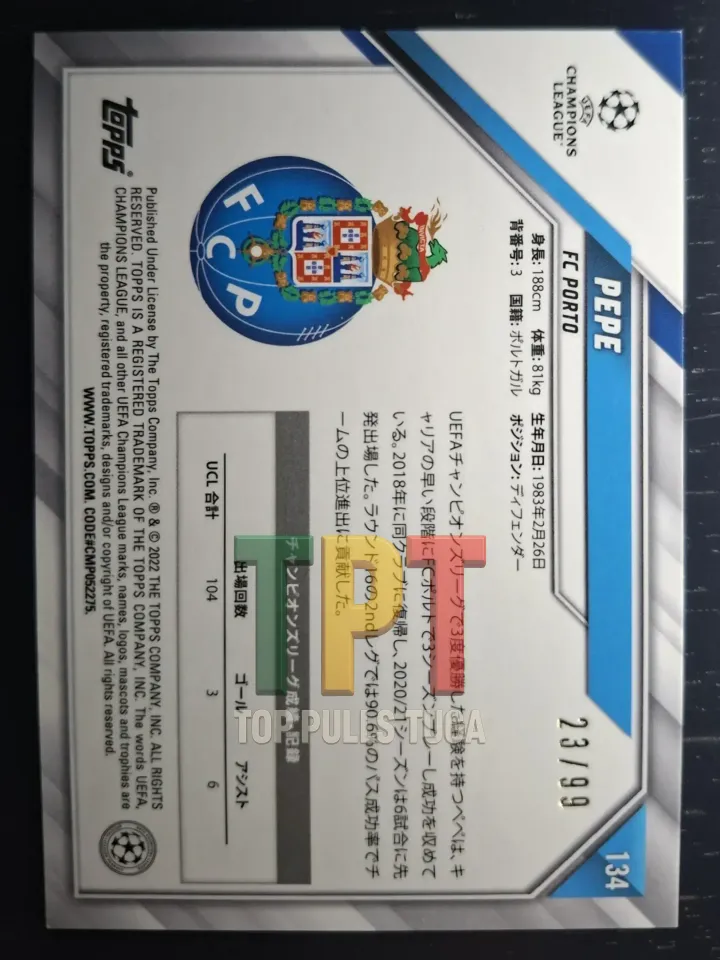 134
PEPE
FC PORTO
UEFA
CHAMPIONS
LEAGUE
身長: 188cm 体重: 81kg 生年月日: 1983年2月26日
背番号: 3 国籍: ポルトガル ポジション: ディフェンダー
23/99
UEFAチャンピオンズリーグで3度優勝した経験を持つペペは、キ
ャリアの早い段階にFCポルトで3シーズンプレーし成功を収めて
いる。2018年に同クラブに復帰し、2020/21シーズンは6試合に先
発出場した。ラウンド16の2ndレグでは90.6%のパス成功率でチ
ームの上位進出に貢献した。
INVICTA
F C P
チャンピオンズリーグ成績 記録
出場回数 ゴール アシスト
UCL 合計 104 3 6
TPT
TOP PULIS TUGA
topps®
Published Under License by The Topps Company, Inc. ® & © 2022 THE TOPPS COMPANY, INC. ALL RIGHTS
RESERVED. TOPPS IS A REGISTERED TRADEMARK OF THE TOPPS COMPANY, INC. The words UEFA,
CHAMPIONS LEAGUE, and all other UEFA Champions League marks, names, logos, mascots and trophies are
the property, registered trademarks, designs and/or copyright of UEFA. All rights reserved.
WWW.TOPPS.COM. CODE#CMP052275.